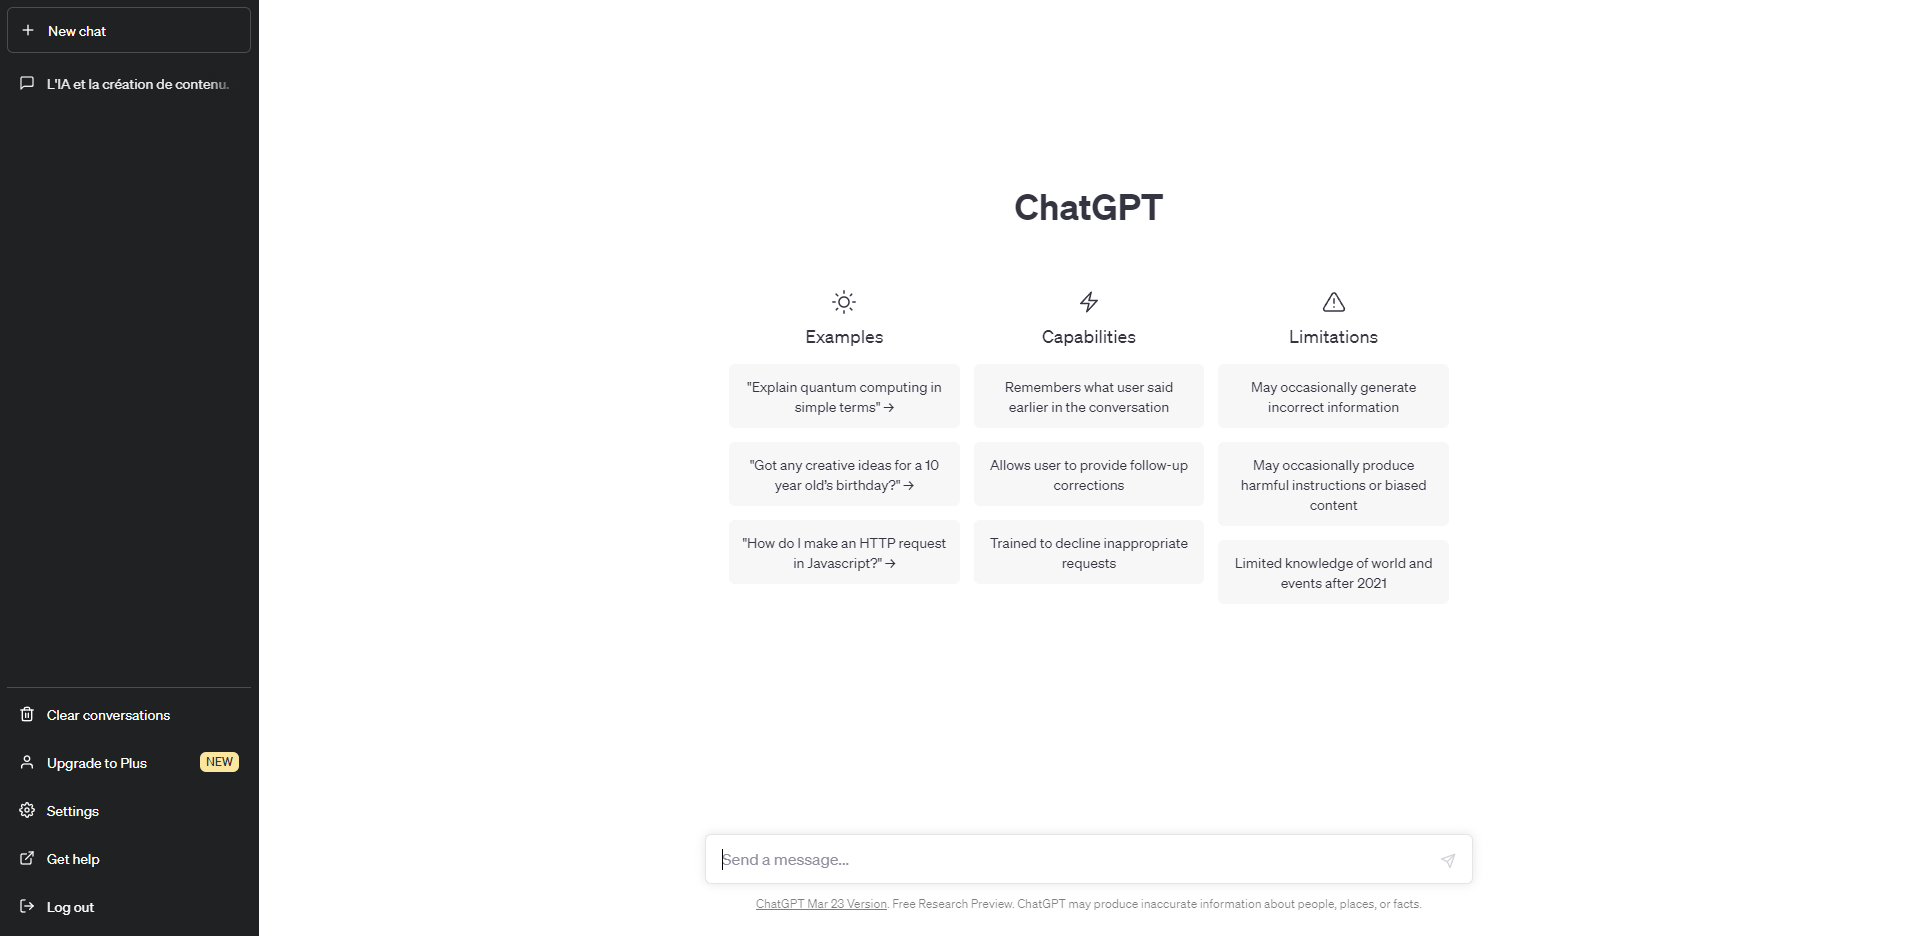 New chat
L'IA et la création de contenu.
Clear conversations
Upgrade to Plus NEW
Settings
Get help
Log out
ChatGPT
Examples
"Explain quantum computing in
simple terms" →
"Got any creative ideas for a 10
year old’s birthday?" →
"How do I make an HTTP request
in Javascript?" →
Capabilities
Remembers what user said
earlier in the conversation
Allows user to provide follow-up
corrections
Trained to decline inappropriate
requests
Limitations
May occasionally generate
incorrect information
May occasionally produce
harmful instructions or biased
content
Limited knowledge of world and
events after 2021
Send a message...
ChatGPT Mar 23 Version. Free Research Preview. ChatGPT may produce inaccurate information about people, places, or facts.